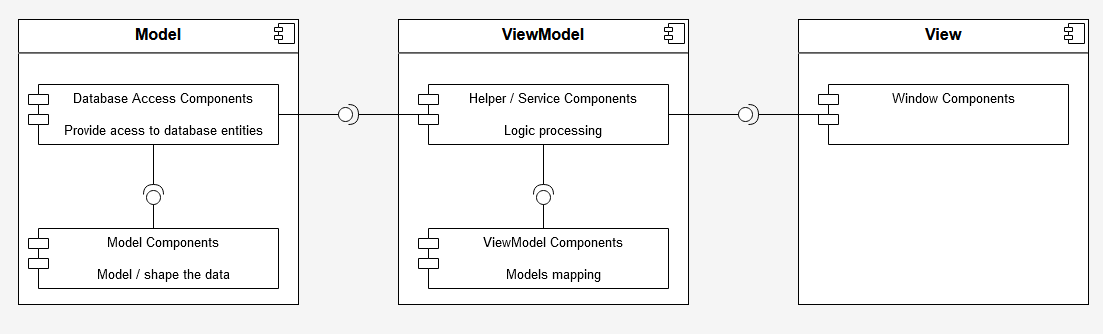 Model
Database Access Components
Provide acess to database entities
Model Components
Model / shape the data
ViewModel
Helper / Service Components
Logic processing
ViewModel Components
Models mapping
View
Window Components